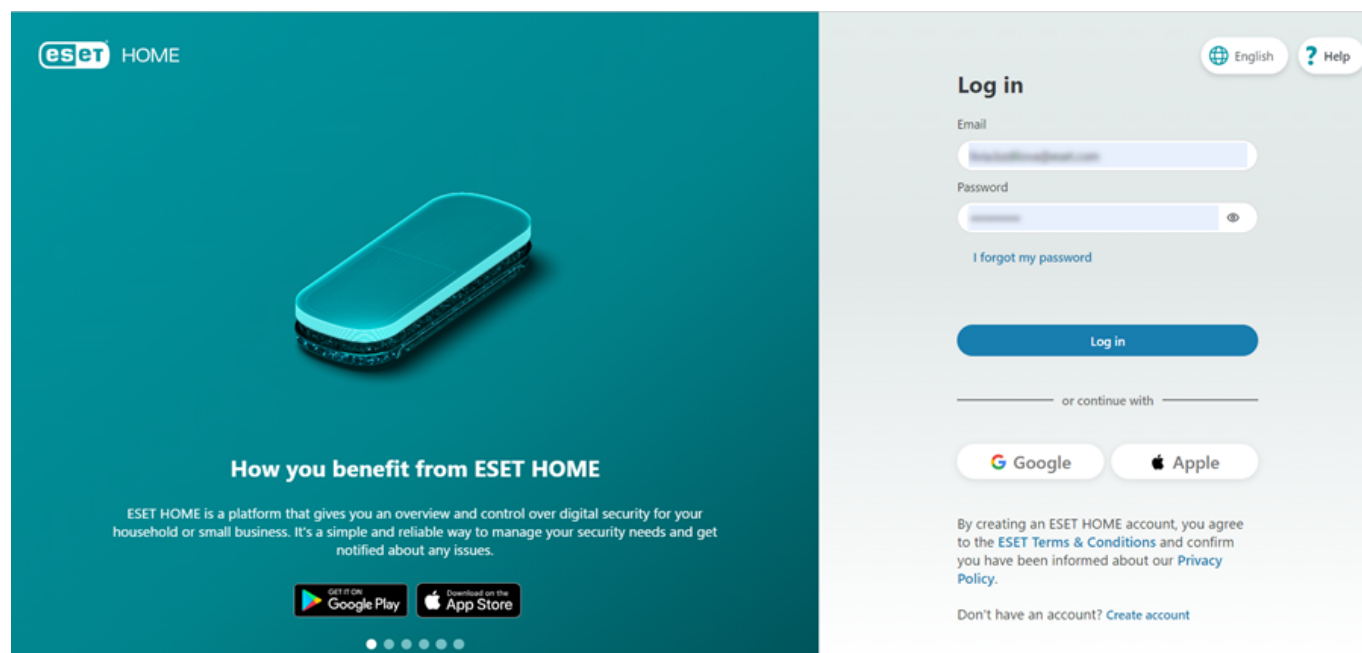 eset HOME
How you benefit from ESET HOME
ESET HOME is a platform that gives you an overview and control over digital security for your
household or small business. It's a simple and reliable way to manage your security needs and get
notified about any issues.
GET IT ON
Google Play
Download on the
App Store
English
? Help
Log in
Email
Password
I forgot my password
Log in
or continue with
Google
Apple
By creating an ESET HOME account, you agree
to the ESET Terms & Conditions and confirm
you have been informed about our Privacy
Policy.
Don't have an account? Create account